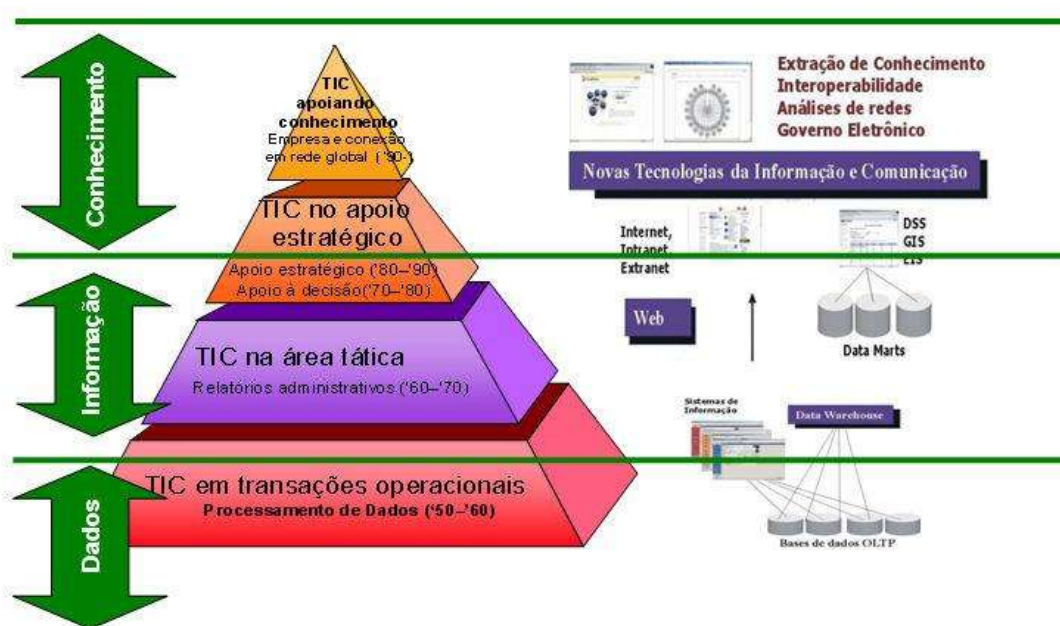 Conhecimento
TIC
apoiando
conhecimento
Empresa e conexão
em rede global ('90-)
TIC no apoio
estratégico
Apoio estratégico ('80–'90)
Apoio à decisão('70–'80)
Informação
TIC na área tática
Relatórios administrativos ('60–'70)
Dados
TIC em transações operacionais
Processamento de Dados ('50–'60)
Extração de Conhecimento
Interoperabilidade
Análises de redes
Governo Eletrônico
Novas Tecnologias da Informação e Comunicação
Internet,
Intranet,
Extranet
DSS
GIS
EIS
Web
Data Marts
Sistemas de
Informação
Data Warehouse
Bases de dados OLTP